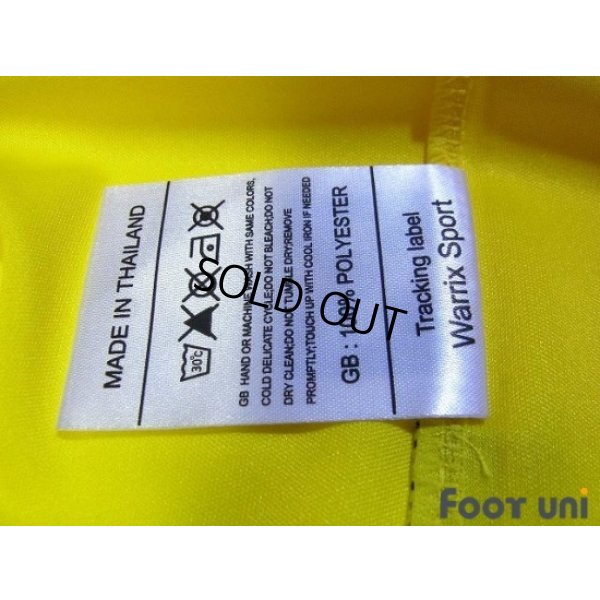 MADE IN THAILAND
30℃
GB HAND OR MACHINE WASH WITH SAME COLORS,
COLD DELICATE CYCLE;DO NOT BLEACH;DO NOT
DRY CLEAN;DO NOT TUMBLE DRY;REMOVE
PROMPTLY;TOUCH UP WITH COOL IRON IF NEEDED
GB : 100% POLYESTER
Tracking label
Warrix Sport
SOLD OUT
FOOT UNI